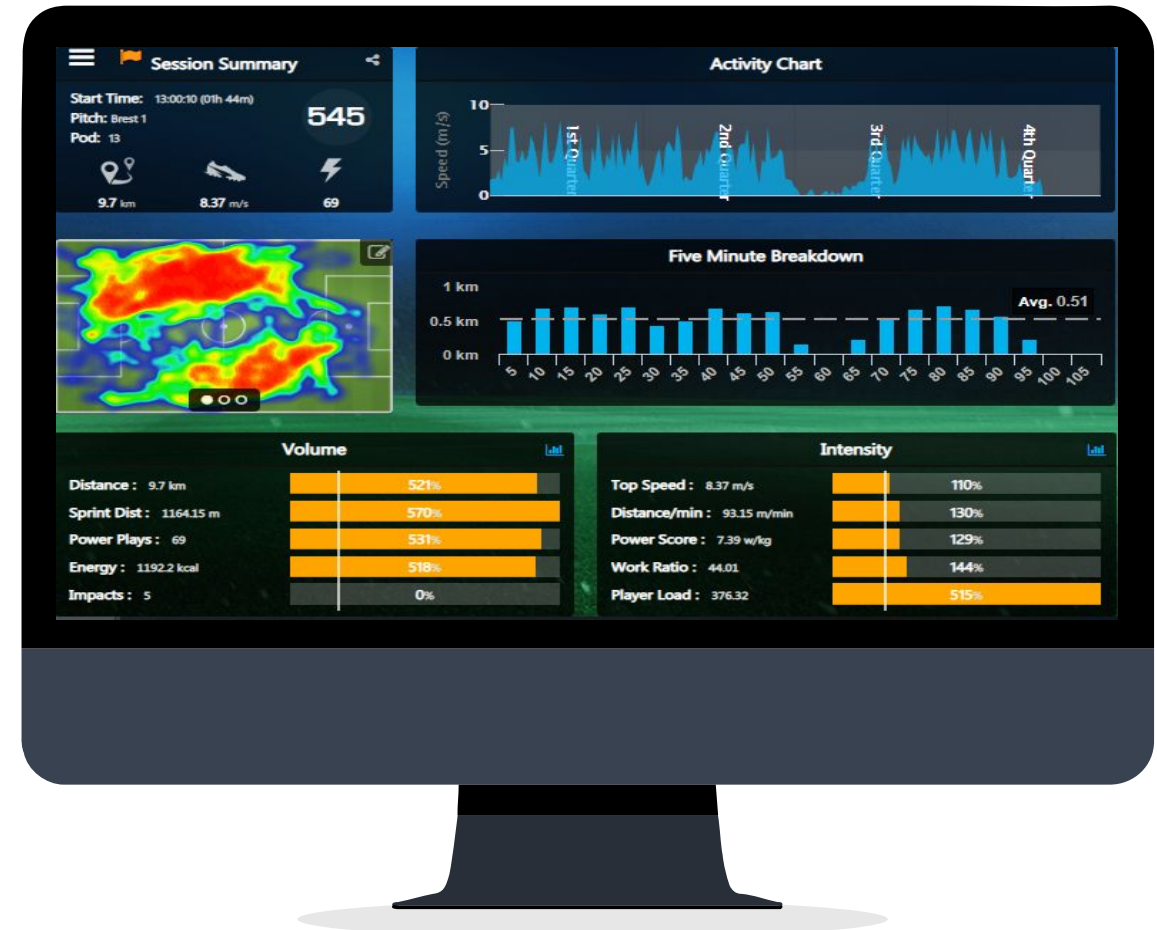 Session Summary
Start Time: 13:00:10 (01h 44m)
Pitch: Brest 1
Pod: 13
545
9.7 km
8.37 m/s
69
Activity Chart
Speed (m/s)
10
5
0
1st Quarter
2nd Quarter
3rd Quarter
4th Quarter
Five Minute Breakdown
1 km
0.5 km
0 km
Avg. 0.51
5 10 15 20 25 30 35 40 45 50 55 60 65 70 75 80 85 90 95 100 105
Volume
Distance : 9.7 km 521%
Sprint Dist : 1164.15 m 570%
Power Plays : 69 531%
Energy : 1192.2 kcal 518%
Impacts : 5 0%
Intensity
Top Speed : 8.37 m/s 110%
Distance/min : 93.15 m/min 130%
Power Score : 7.39 w/kg 129%
Work Ratio : 44.01 144%
Player Load : 376.32 515%